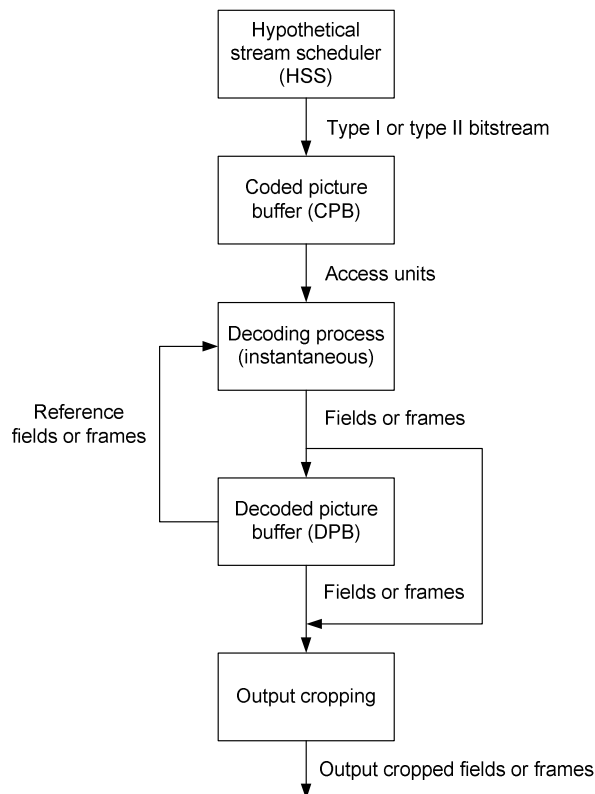 Hypothetical
stream scheduler
(HSS)
Type I or type II bitstream
Coded picture
buffer (CPB)
Access units
Decoding process
(instantaneous)
Reference
fields or frames
Fields or frames
Decoded picture
buffer (DPB)
Fields or frames
Output cropping
Output cropped fields or frames